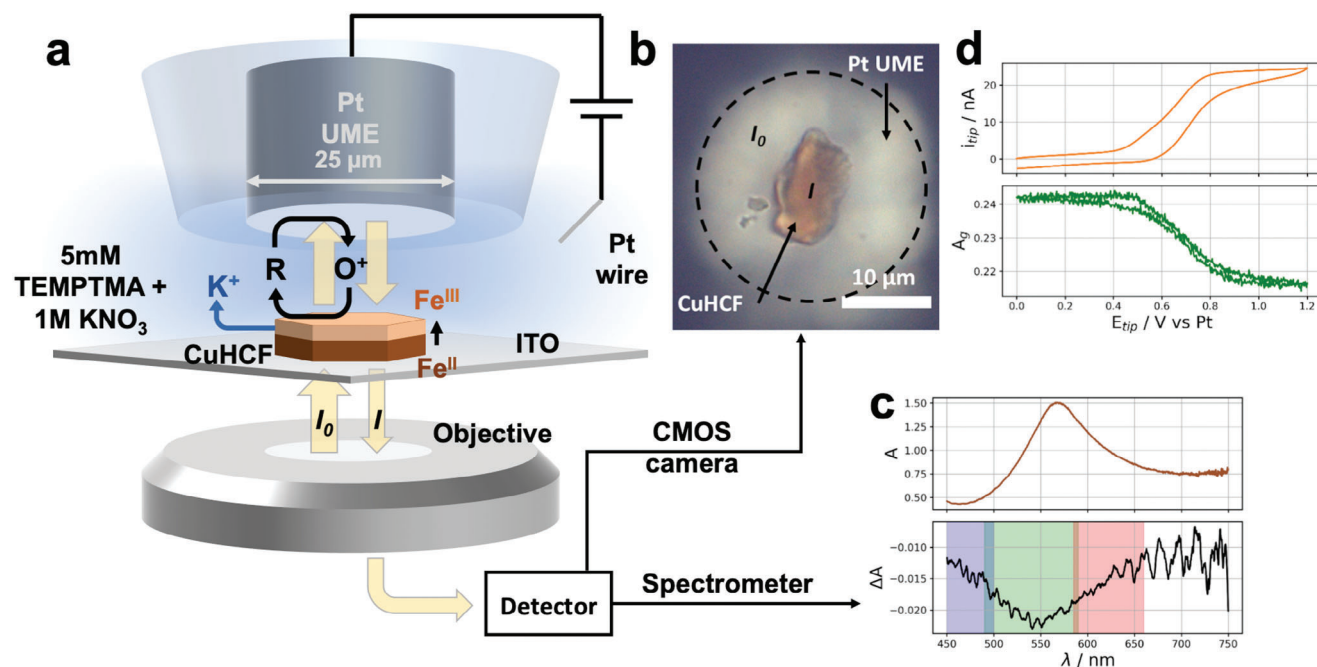 a
Pt
UME
25 µm
5mM
TEMPTMA +
1M KNO₃
R
O⁺
K⁺
Feᴵᴵᴵ
Feᴵᴵ
CuHCF
ITO
Pt
wire
I₀
I
Objective
CMOS
camera
Detector
Spectrometer
b
Pt UME
I₀
I
CuHCF
10 µm
d
i_tip / nA
20
10
0
A_g
0.24
0.23
0.22
0.0 0.2 0.4 0.6 0.8 1.0 1.2
E_tip / V vs Pt
c
A
1.50
1.25
1.00
0.75
0.50
ΔA
−0.010
−0.015
−0.020
450 500 550 600 650 700 750
λ / nm